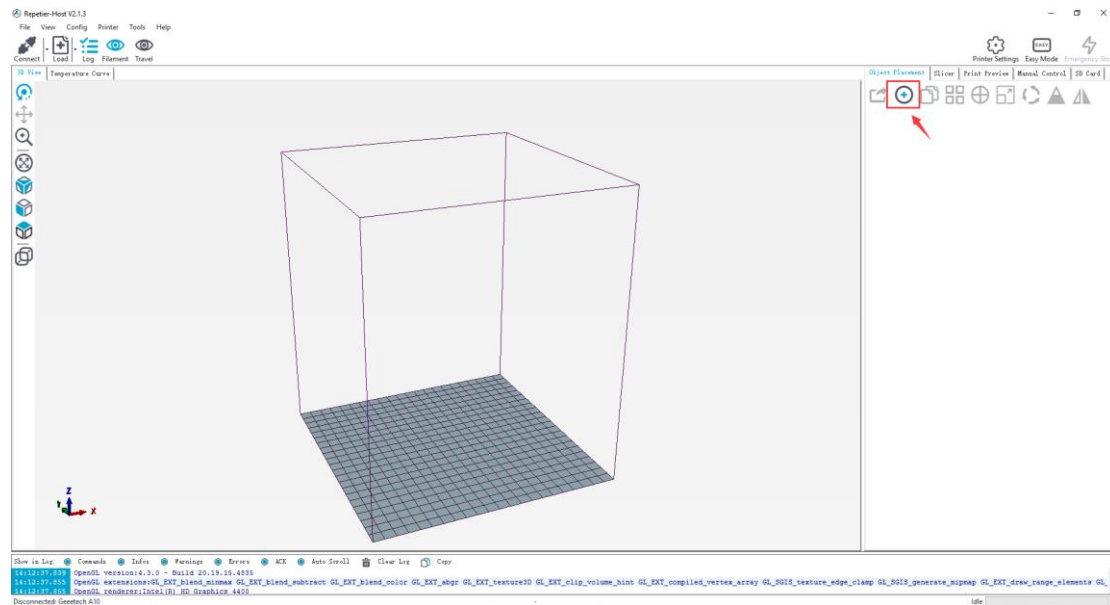 Repetier-Host V2.1.3
File View Config Printer Tools Help
Connect Load Log Filament Travel
Printer Settings Easy Mode Emergency Sto
EASY
3D View Temperature Curve
Object Placement Slicer Print Preview Manual Control SD Card
Z
Y
X
Show in Log: Commands Infos Warnings Errors ACK Auto Scroll Clear Log Copy
14:12:37.839 OpenGL version:4.3.0 - Build 20.19.15.4835
14:12:37.855 OpenGL extensions:GL_EXT_blend_minmax GL_EXT_blend_subtract GL_EXT_blend_color GL_EXT_abgr GL_EXT_texture3D GL_EXT_clip_volume_hint GL_EXT_compiled_vertex_array GL_SGIS_texture_edge_clamp GL_SGIS_generate_mipmap GL_EXT_draw_range_elements GL_
14:12:37.855 OpenGL renderer:Intel(R) HD Graphics 4400
Disconnected: Geeetech A10
-
Idle